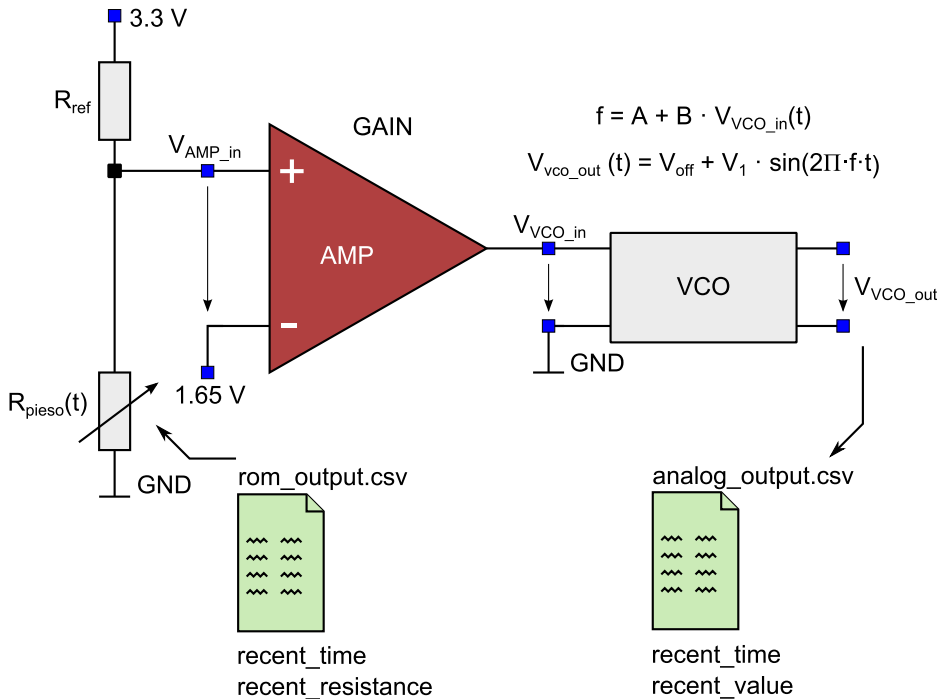 3.3 V
R_ref
V_AMP_in
GAIN
f = A + B · V_VCO_in(t)
V_vco_out (t) = V_off + V_1 · sin(2Π·f·t)
+
AMP
-
V_VCO_in
VCO
V_VCO_out
GND
1.65 V
R_pieso(t)
GND
rom_output.csv
recent_time
recent_resistance
analog_output.csv
recent_time
recent_value